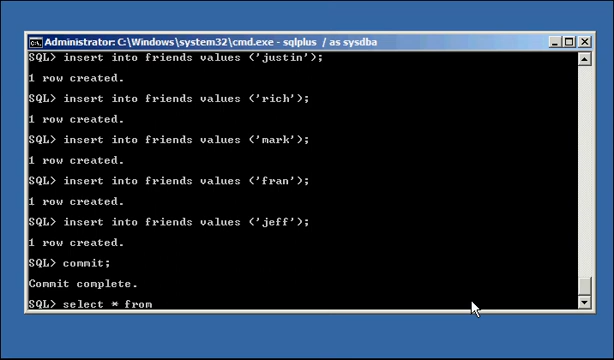 Administrator: C:\Windows\system32\cmd.exe - sqlplus / as sysdba
SQL> insert into friends values ('justin');
1 row created.
SQL> insert into friends values ('rich');
1 row created.
SQL> insert into friends values ('mark');
1 row created.
SQL> insert into friends values ('fran');
1 row created.
SQL> insert into friends values ('jeff');
1 row created.
SQL> commit;
Commit complete.
SQL> select * from